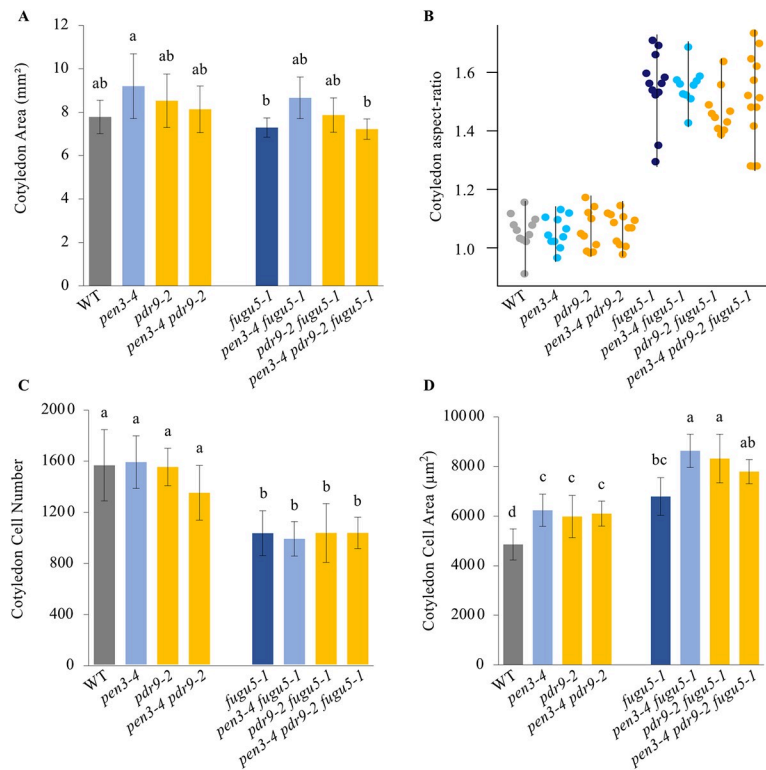 A
Cotyledon Area (mm²)
12
10
8
6
4
2
0
ab
a
ab
ab
b
ab
ab
b
WT
pen3-4
pdr9-2
pen3-4 pdr9-2
fugu5-1
pen3-4 fugu5-1
pdr9-2 fugu5-1
pen3-4 pdr9-2 fugu5-1
B
Cotyledon aspect-ratio
1.6
1.4
1.2
1.0
WT
pen3-4
pdr9-2
pen3-4 pdr9-2
fugu5-1
pen3-4 fugu5-1
pdr9-2 fugu5-1
pen3-4 pdr9-2 fugu5-1
C
Cotyledon Cell Number
2000
1600
1200
800
400
0
a
a
a
a
b
b
b
b
WT
pen3-4
pdr9-2
pen3-4 pdr9-2
fugu5-1
pen3-4 fugu5-1
pdr9-2 fugu5-1
pen3-4 pdr9-2 fugu5-1
D
Cotyledon Cell Area (µm²)
10000
8000
6000
4000
2000
0
d
c
c
c
bc
a
a
ab
WT
pen3-4
pdr9-2
pen3-4 pdr9-2
fugu5-1
pen3-4 fugu5-1
pdr9-2 fugu5-1
pen3-4 pdr9-2 fugu5-1